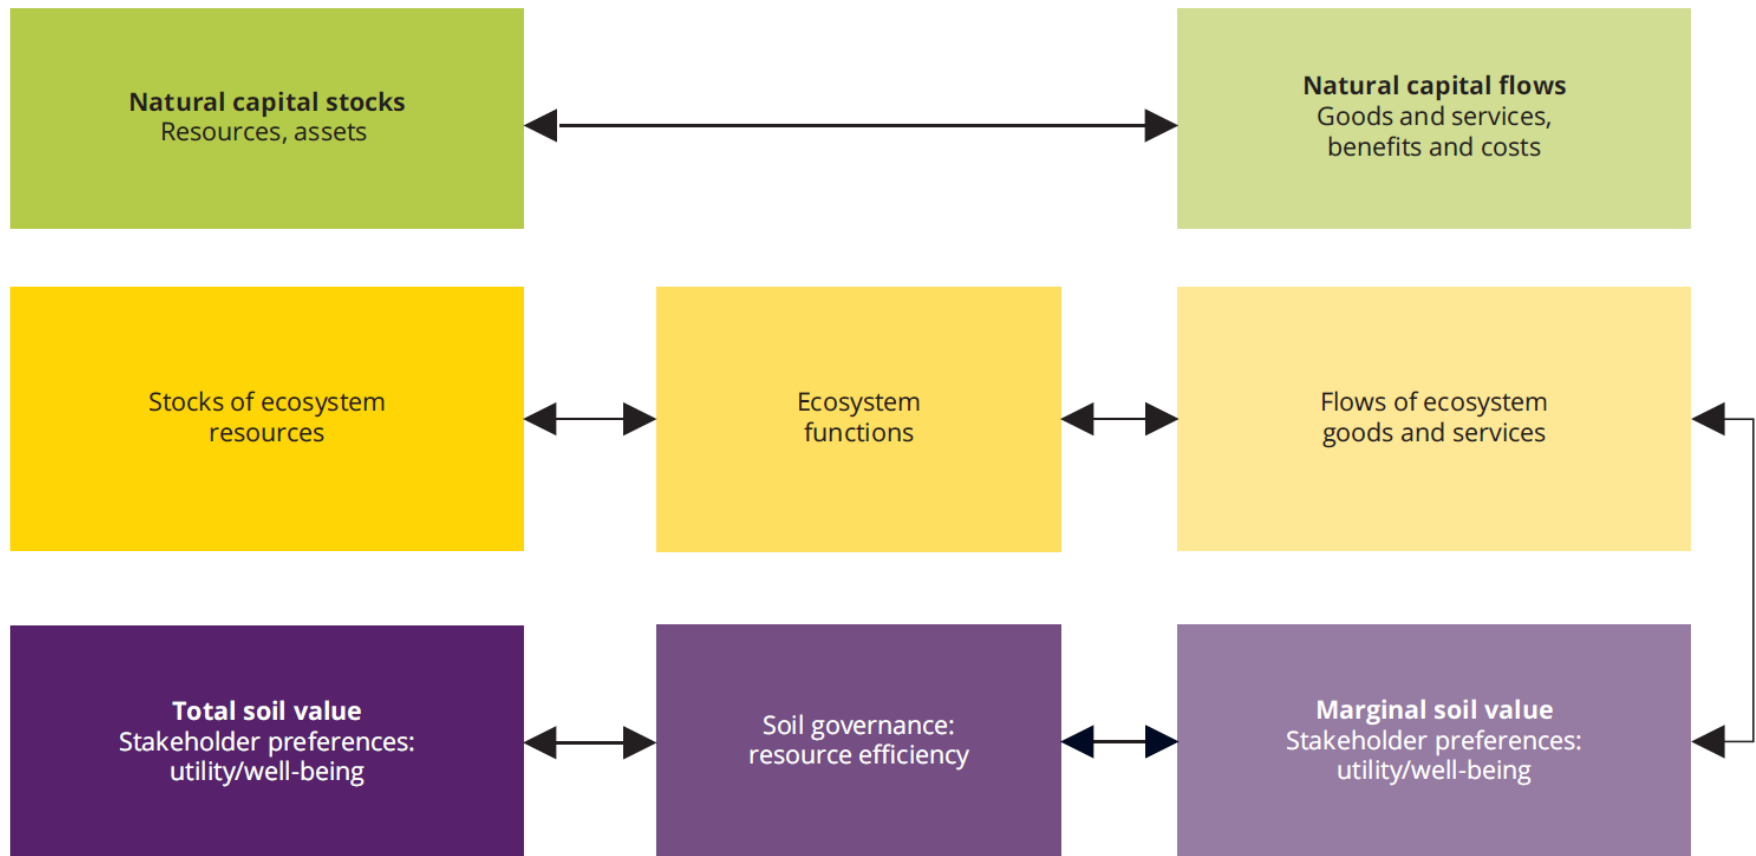 Natural capital stocks
Resources, assets
Natural capital flows
Goods and services,
benefits and costs
Stocks of ecosystem
resources
Ecosystem
functions
Flows of ecosystem
goods and services
Total soil value
Stakeholder preferences:
utility/well-being
Soil governance:
resource efficiency
Marginal soil value
Stakeholder preferences:
utility/well-being